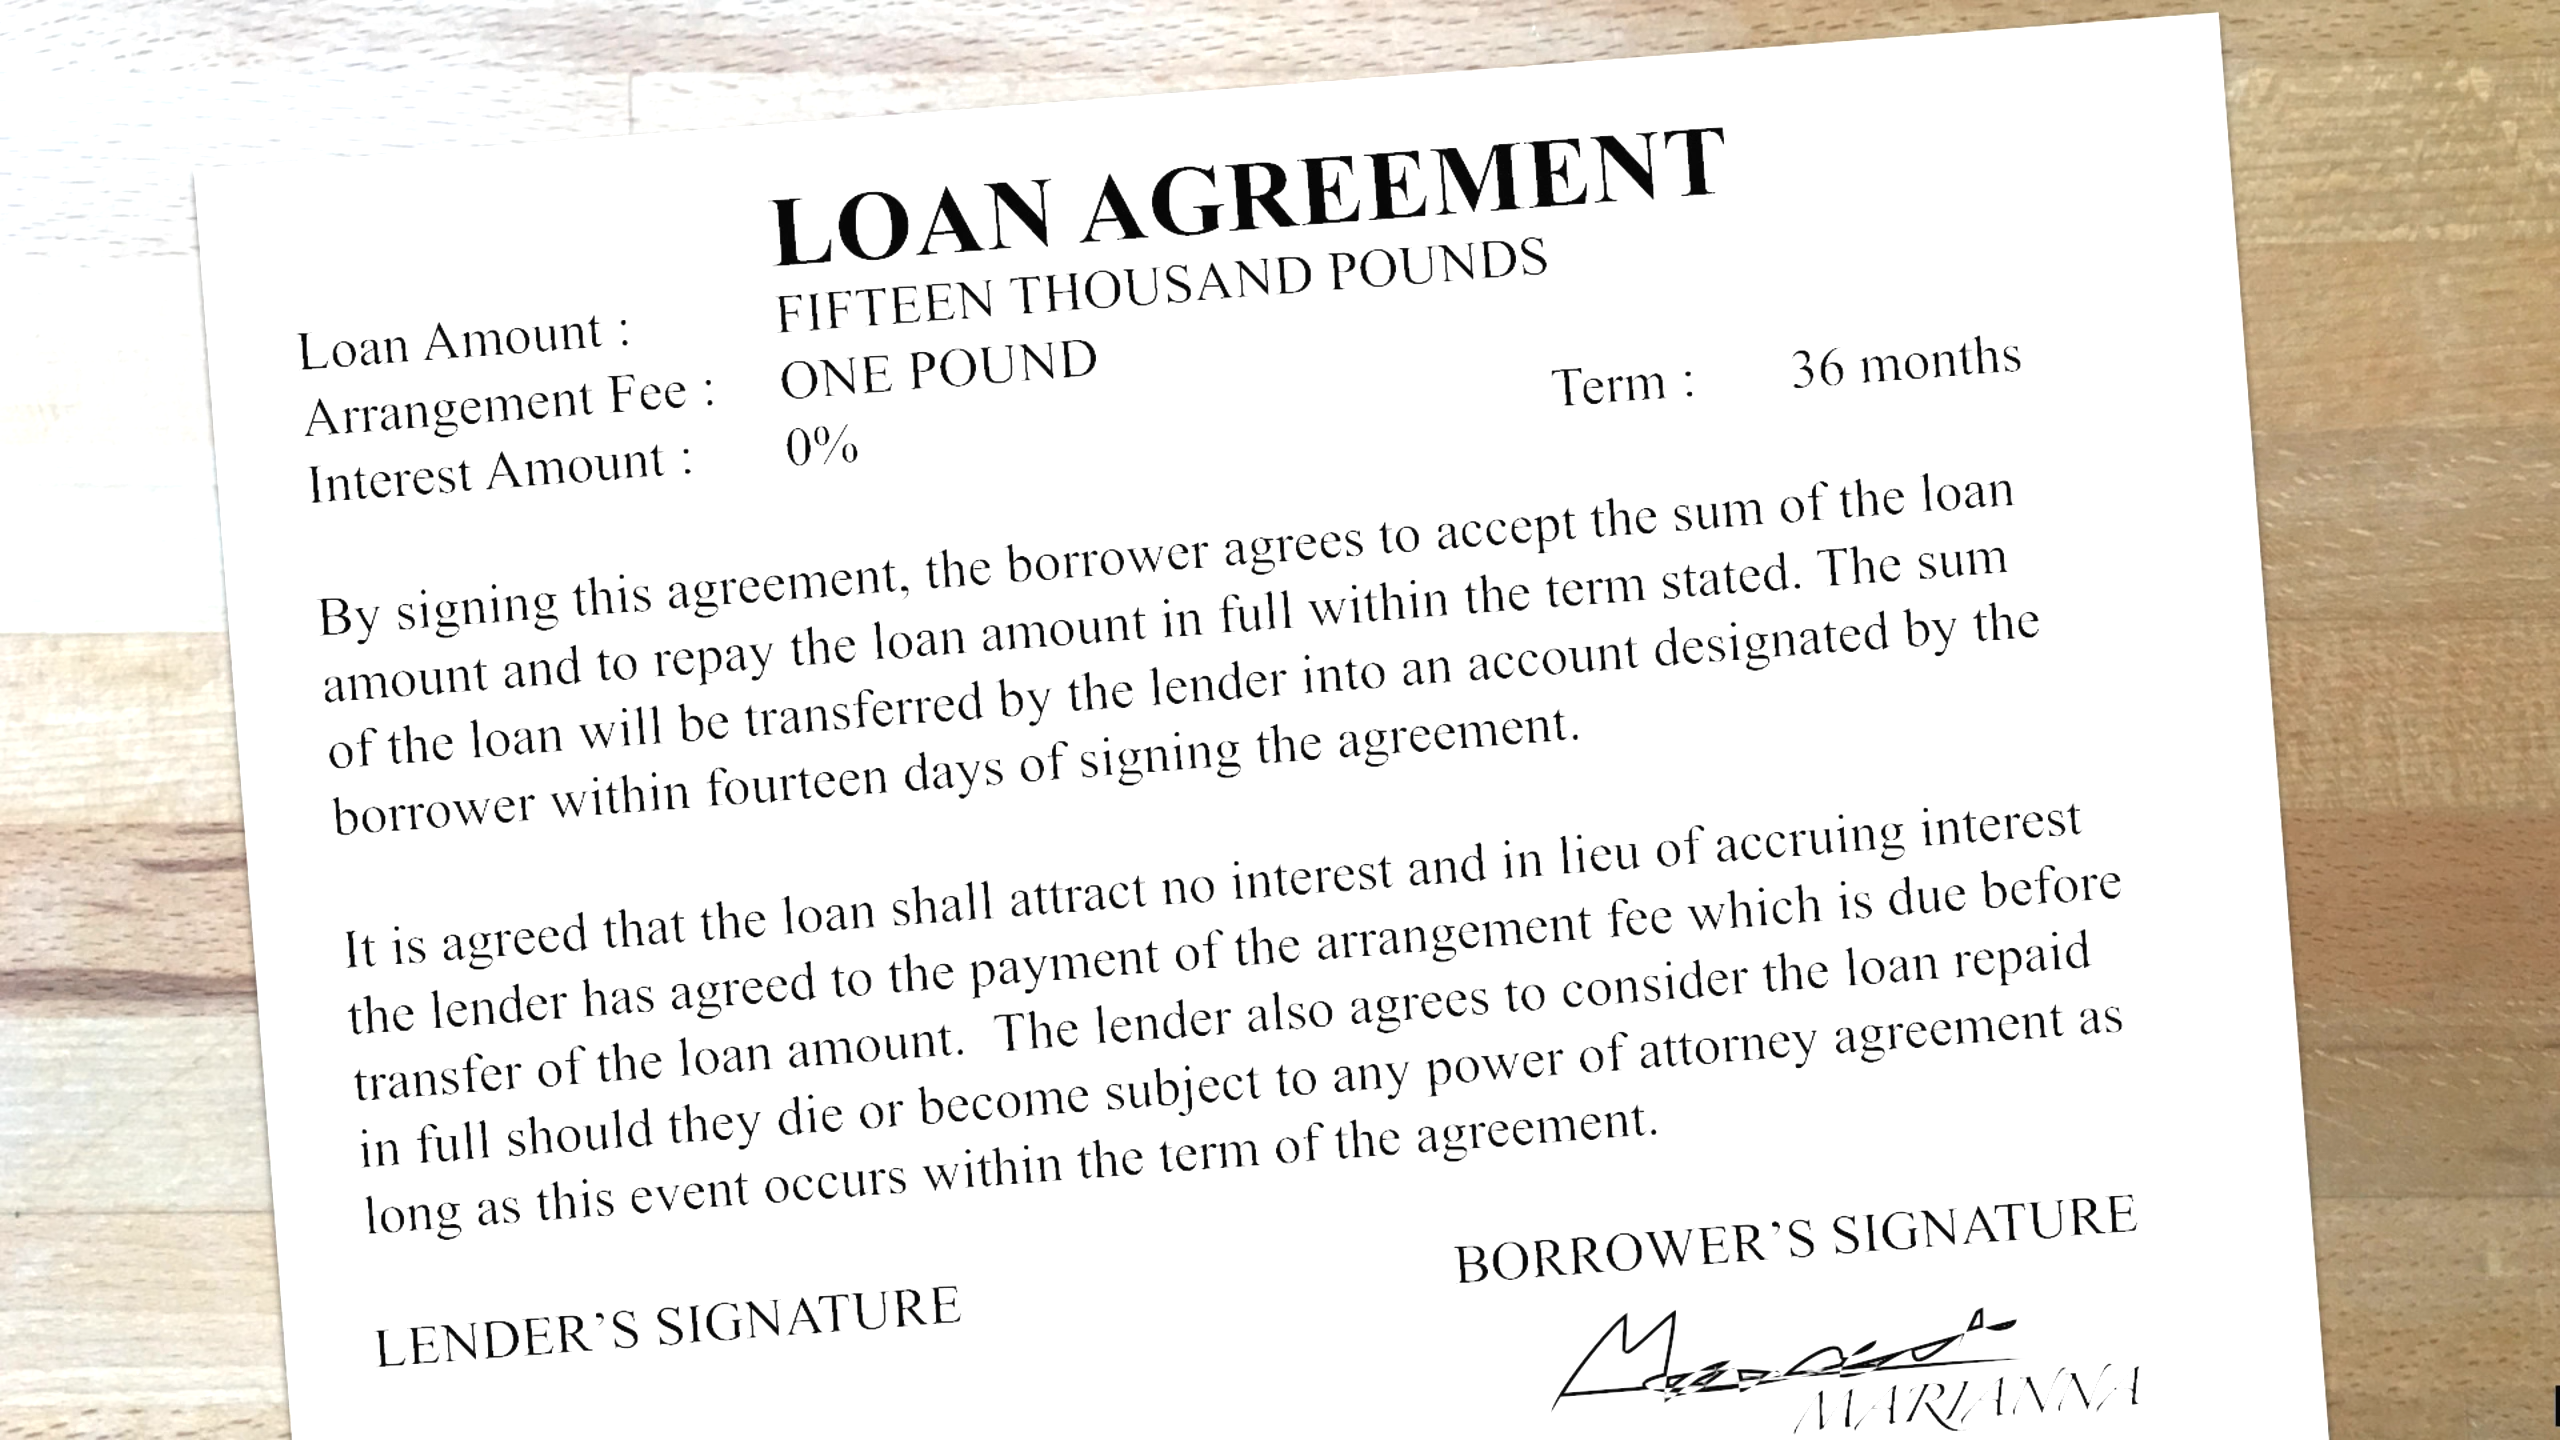 LOAN AGREEMENT
Loan Amount : FIFTEEN THOUSAND POUNDS
Arrangement Fee : ONE POUND
Interest Amount : 0% Term : 36 months
By signing this agreement, the borrower agrees to accept the sum of the loan
amount and to repay the loan amount in full within the term stated. The sum
of the loan will be transferred by the lender into an account designated by the
borrower within fourteen days of signing the agreement.
It is agreed that the loan shall attract no interest and in lieu of accruing interest
the lender has agreed to the payment of the arrangement fee which is due before
transfer of the loan amount. The lender also agrees to consider the loan repaid
in full should they die or become subject to any power of attorney agreement as
long as this event occurs within the term of the agreement.
LENDER’S SIGNATURE BORROWER’S SIGNATURE
MARIANNA